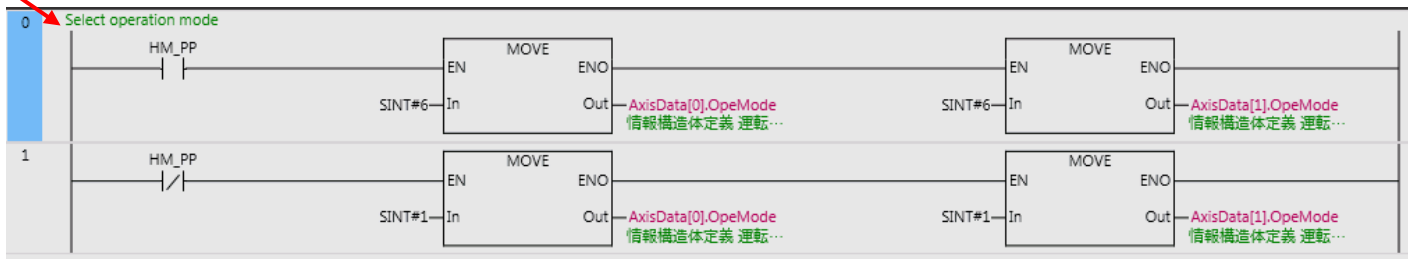 0 Select operation mode
HM_PP MOVE MOVE
EN ENO EN ENO
SINT#6 In Out AxisData[0].OpeMode SINT#6 In Out AxisData[1].OpeMode
情報構造体定義 運転… 情報構造体定義 運転…
1 HM_PP MOVE MOVE
EN ENO EN ENO
SINT#1 In Out AxisData[0].OpeMode SINT#1 In Out AxisData[1].OpeMode
情報構造体定義 運転… 情報構造体定義 運転…